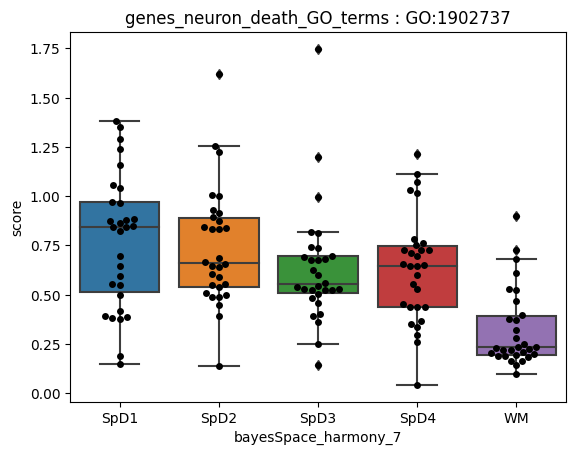 genes_neuron_death_GO_terms : GO:1902737
score
1.75
1.50
1.25
1.00
0.75
0.50
0.25
0.00
SpD1 SpD2 SpD3 SpD4 WM
bayesSpace_harmony_7